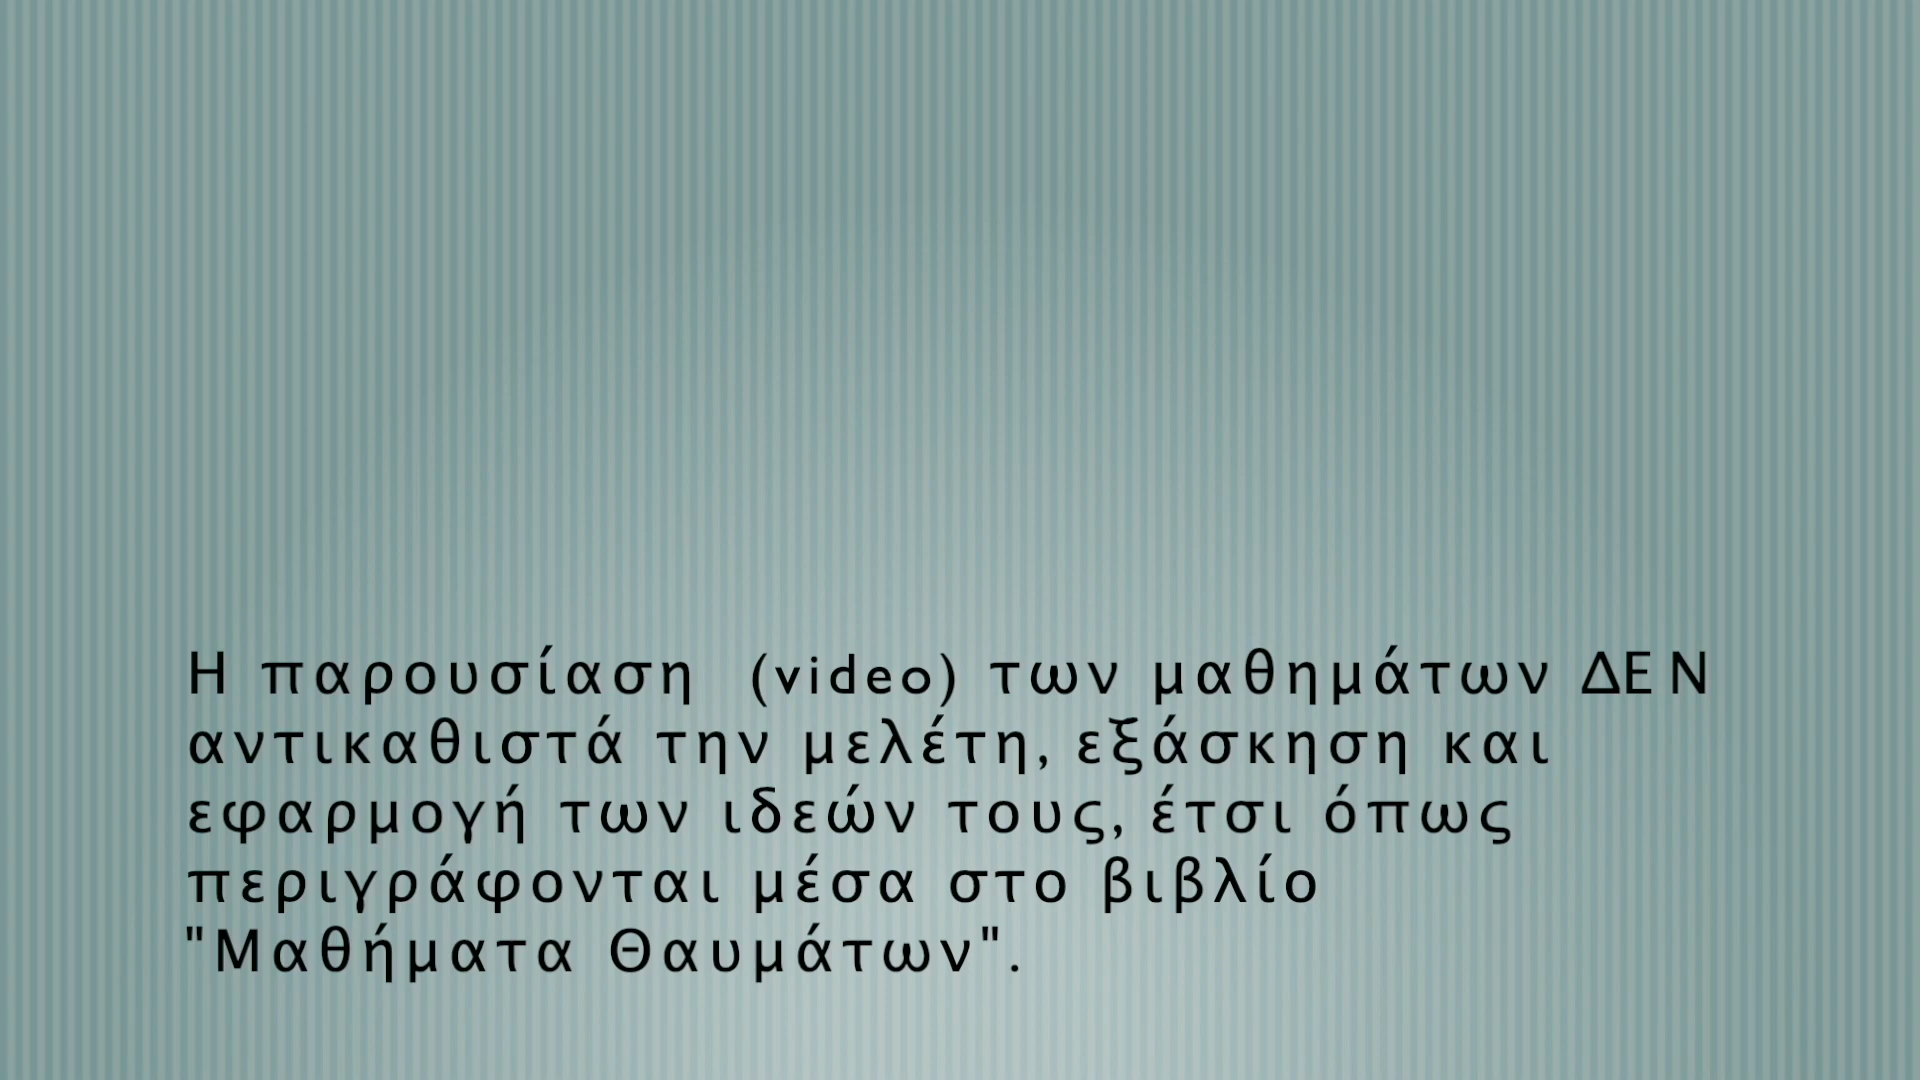 Η παρουσίαση (video) των μαθημάτων ΔΕΝ
αντικαθιστά την μελέτη, εξάσκηση και
εφαρμογή των ιδεών τους, έτσι όπως
περιγράφονται μέσα στο βιβλίο
"Μαθήματα Θαυμάτων".